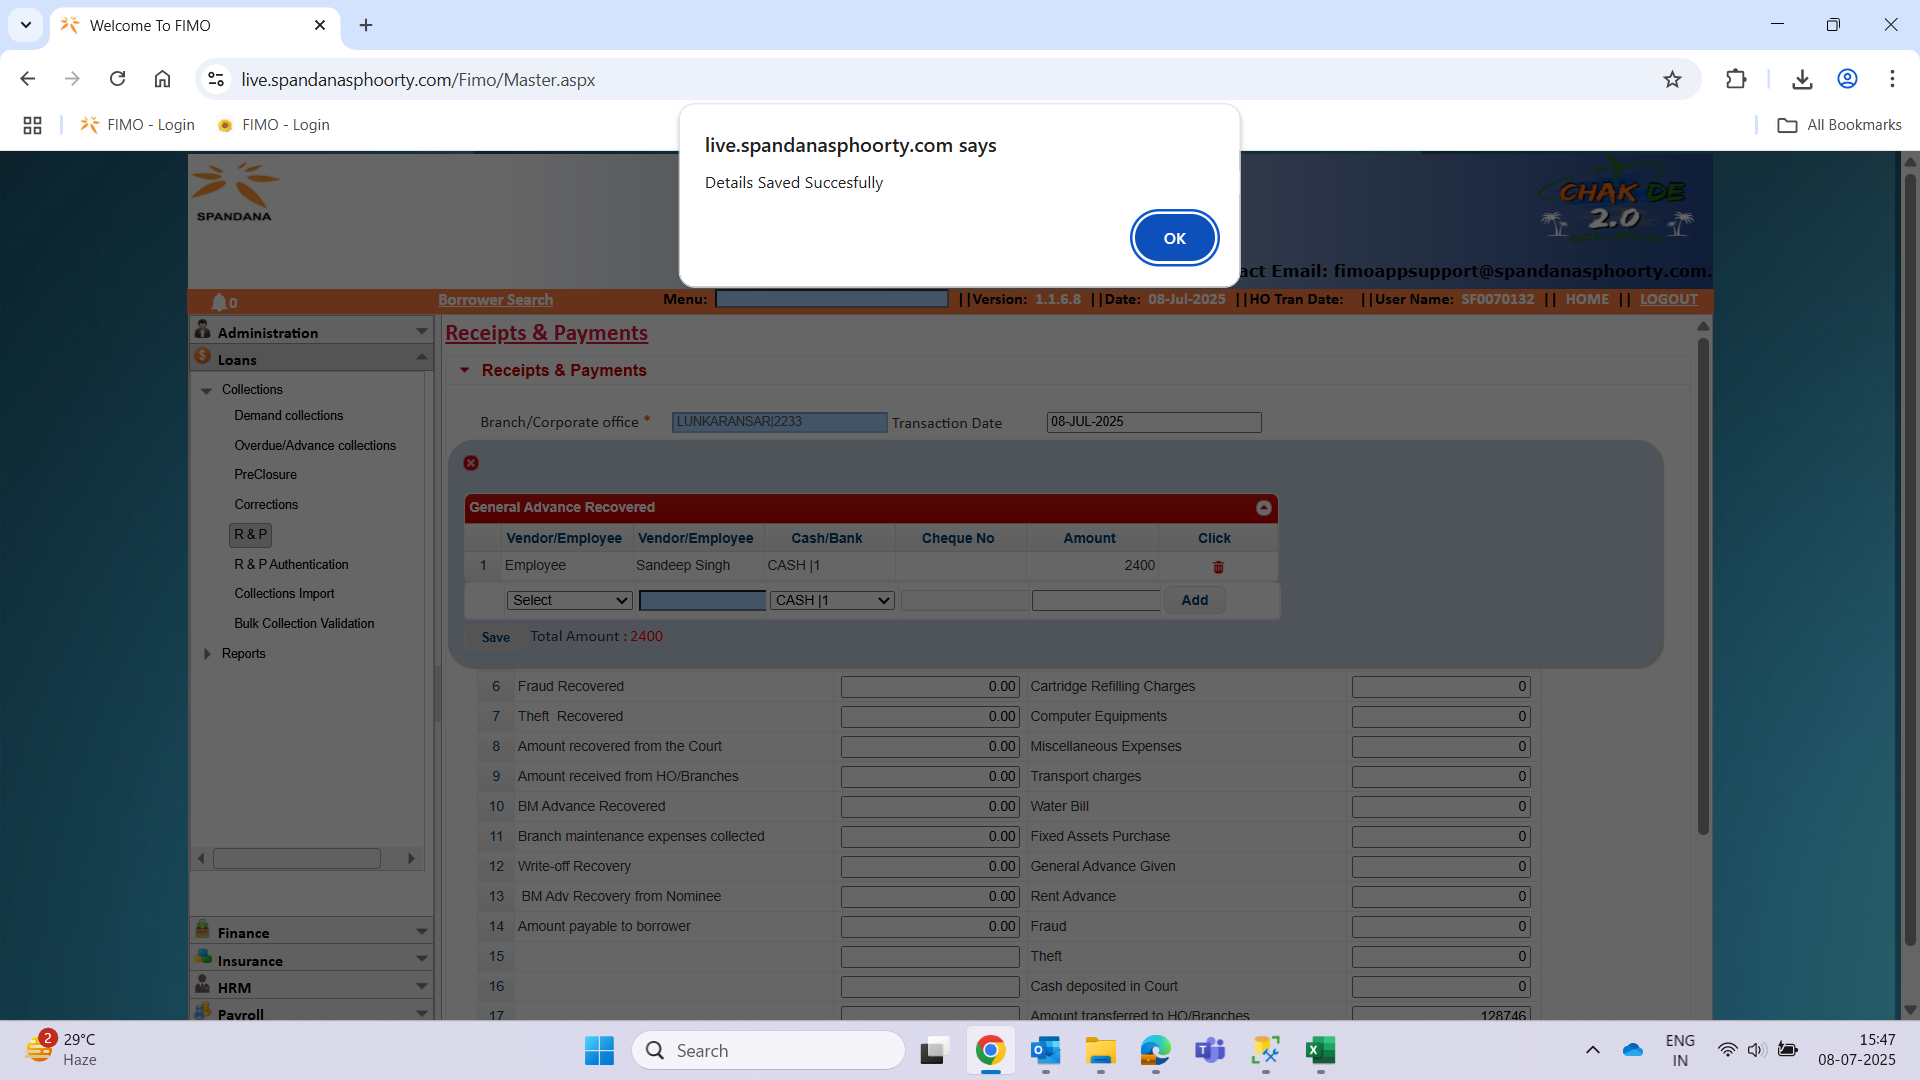 Welcome To FIMO
live.spandanasphoorty.com/Fimo/Master.aspx
FIMO - Login
FIMO - Login
All Bookmarks
live.spandanasphoorty.com says
Details Saved Succesfully
OK
SPANDANA
CHAK DE
2.0
act Email: fimoappsupport@spandanasphoorty.com.
0
Borrower Search
Menu:
||Version: 1.1.6.8 ||Date: 08-Jul-2025 ||HO Tran Date: ||User Name: SF0070132 || HOME || LOGOUT
Administration
Loans
Collections
Demand collections
Overdue/Advance collections
PreClosure
Corrections
R & P
R & P Authentication
Collections Import
Bulk Collection Validation
Reports
Finance
Insurance
HRM
Payroll
Receipts & Payments
Receipts & Payments
Branch/Corporate office * LUNKARANSAR|2233 Transaction Date 08-JUL-2025
General Advance Recovered
Vendor/Employee Vendor/Employee Cash/Bank Cheque No Amount Click
1 Employee Sandeep Singh CASH |1 2400
Select CASH |1 Add
Save Total Amount : 2400
6 Fraud Recovered 0.00 Cartridge Refilling Charges 0
7 Theft  Recovered 0.00 Computer Equipments 0
8 Amount recovered from the Court 0.00 Miscellaneous Expenses 0
9 Amount received from HO/Branches 0.00 Transport charges 0
10 BM Advance Recovered 0.00 Water Bill 0
11 Branch maintenance expenses collected 0.00 Fixed Assets Purchase 0
12 Write-off Recovery 0.00 General Advance Given 0
13 BM Adv Recovery from Nominee 0.00 Rent Advance 0
14 Amount payable to borrower 0.00 Fraud 0
15 Theft 0
16 Cash deposited in Court 0
17 Amount transferred to HO/Branches 128746
2
29°C
Haze
Search
ENG
IN
15:47
08-07-2025